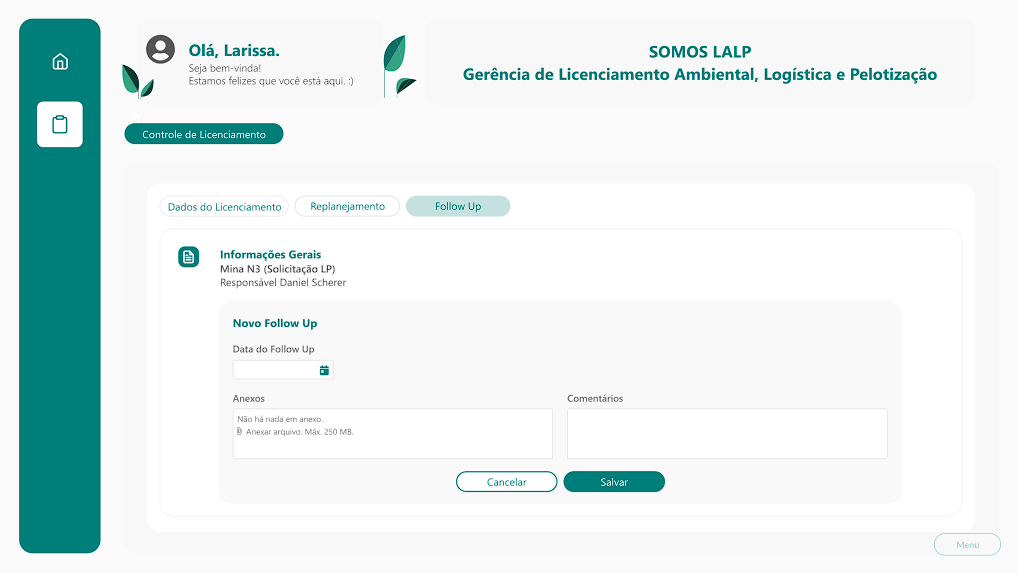 Olá, Larissa.
Seja bem-vinda!
Estamos felizes que você está aqui. :)
SOMOS LALP
Gerência de Licenciamento Ambiental, Logística e Pelotização
Controle de Licenciamento
Dados do Licenciamento
Replanejamento
Follow Up
Informações Gerais
Mina N3 (Solicitação LP)
Responsável Daniel Scherer
Novo Follow Up
Data do Follow Up
Anexos
Comentários
Não há nada em anexo.
Anexar arquivo. Máx. 250 MB.
Cancelar
Salvar
Menu